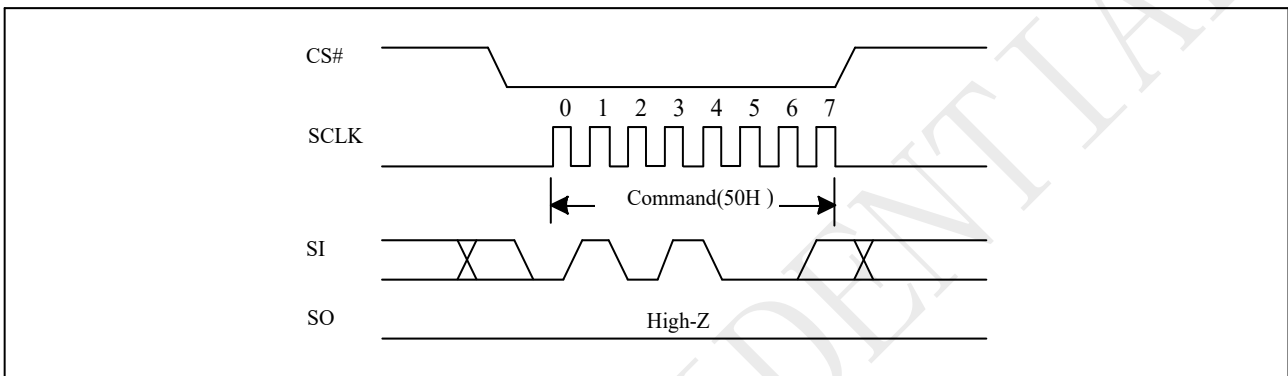 CS#
0 1 2 3 4 5 6 7
SCLK
Command(50H )
SI
SO
High-Z